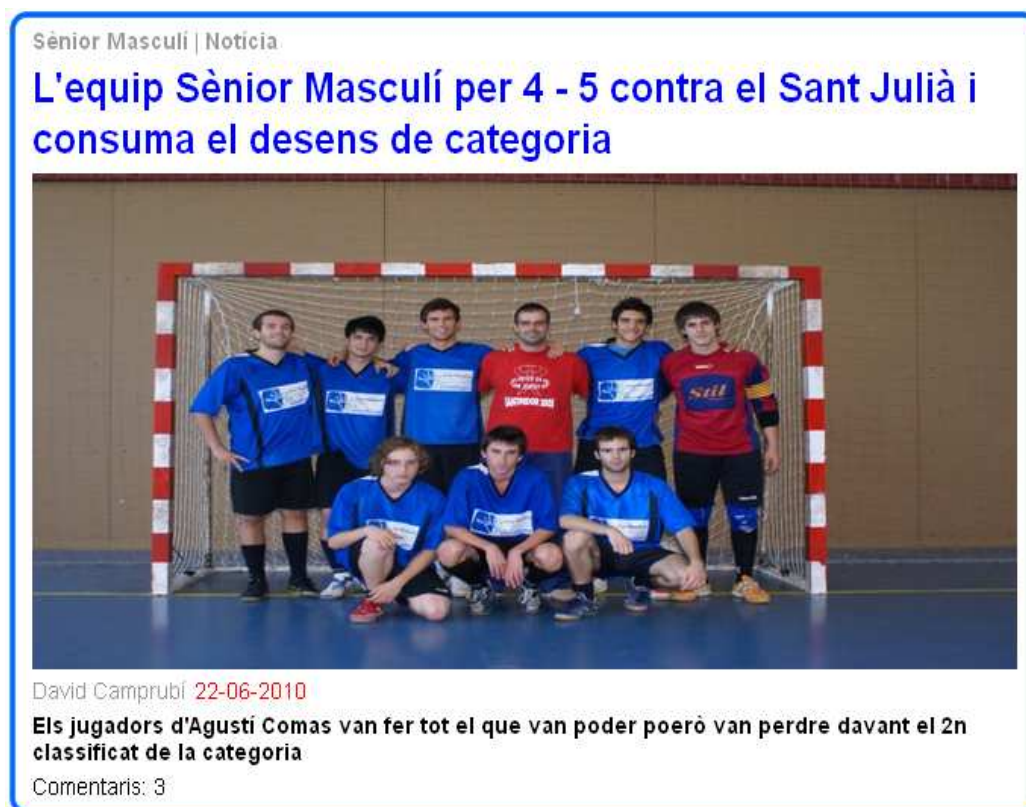 Sènior Masculí | Notícia
L'equip Sènior Masculí per 4 - 5 contra el Sant Julià i
consuma el desens de categoria
Stil
SANTPEDOR
David Camprubí 22-06-2010
Els jugadors d'Agustí Comas van fer tot el que van poder poerò van perdre davant el 2n
classificat de la categoria
Comentaris: 3